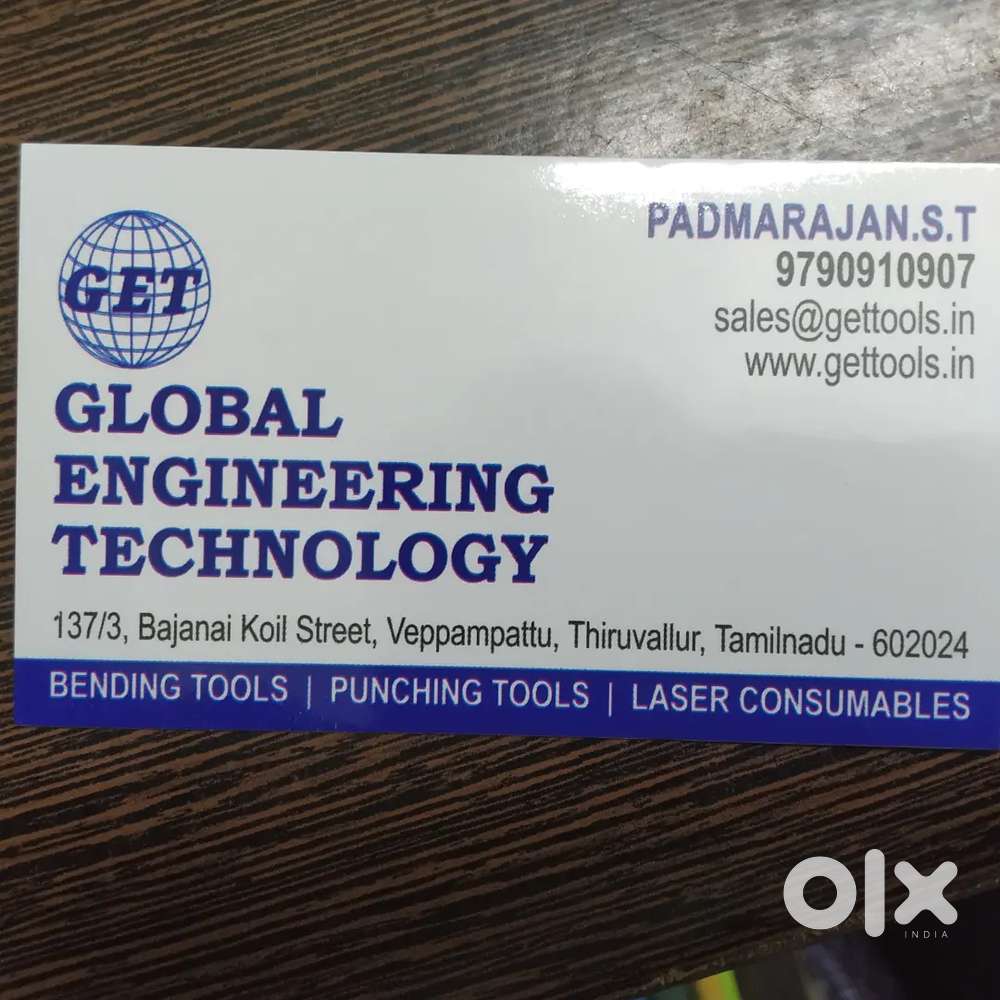 GET
GLOBAL
ENGINEERING
TECHNOLOGY
PADMARAJAN.S.T
9790910907
sales@gettools.in
www.gettools.in
137/3, Bajanai Koil Street, Veppampattu, Thiruvallur, Tamilnadu - 602024
BENDING TOOLS | PUNCHING TOOLS | LASER CONSUMABLES
olx
INDIA